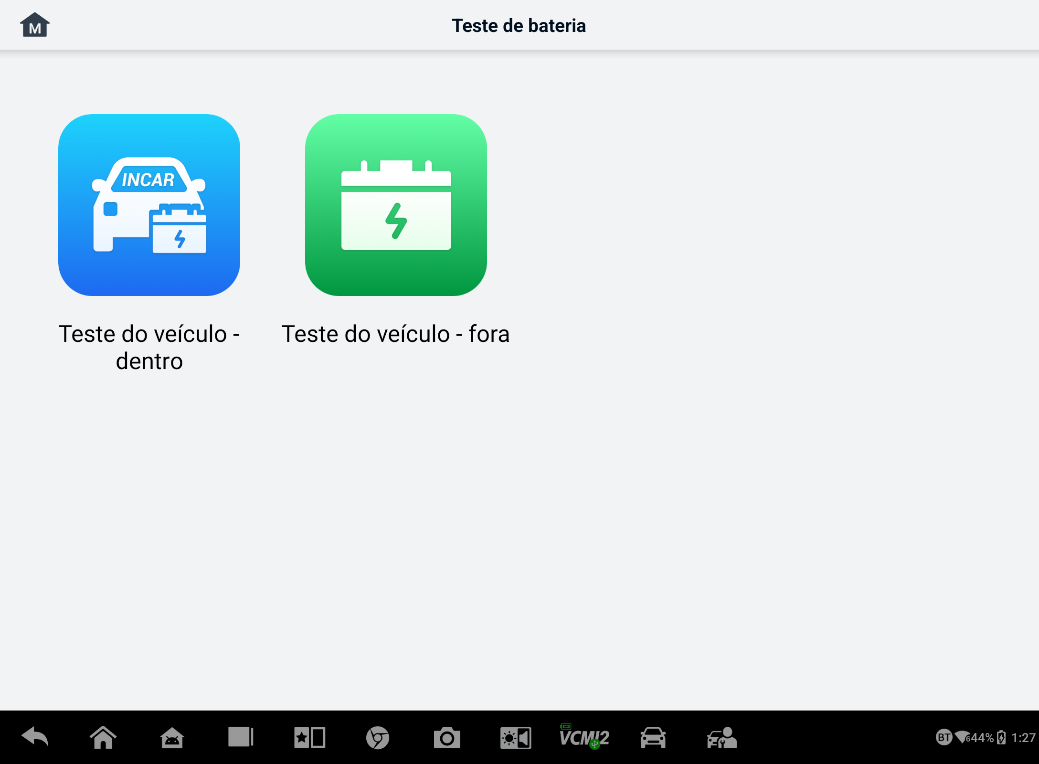 M
Teste de bateria
INCAR
Teste do veículo -
dentro
Teste do veículo - fora
VCMI2
BT
44%
1:27